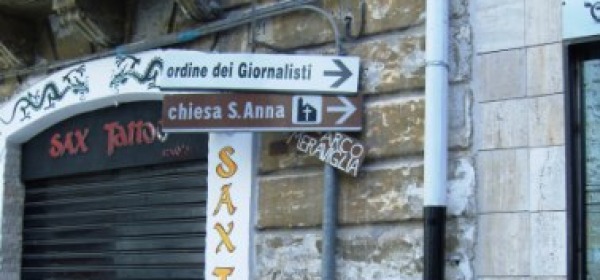 ordine dei Giornalisti
chiesa S. Anna
ARCO
MERAVIGLIA
SAX TATTOO
SAX T